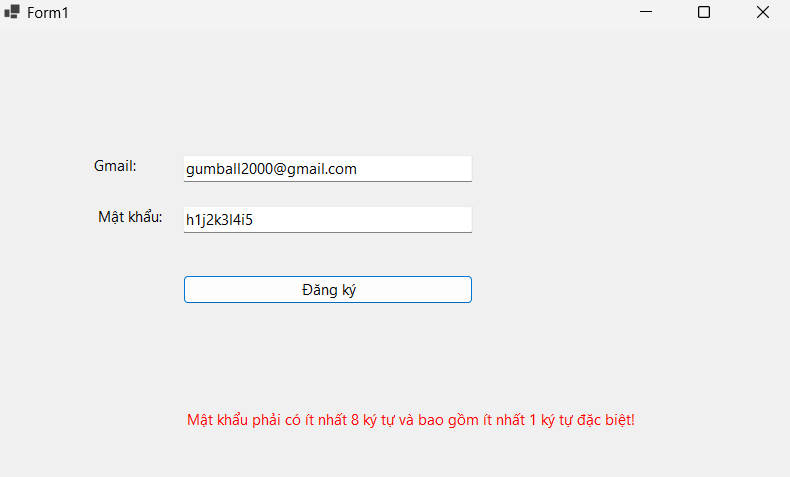 Form1
Gmail: gumball2000@gmail.com
Mật khẩu: h1j2k3l4i5
Đăng ký
Mật khẩu phải có ít nhất 8 ký tự và bao gồm ít nhất 1 ký tự đặc biệt!